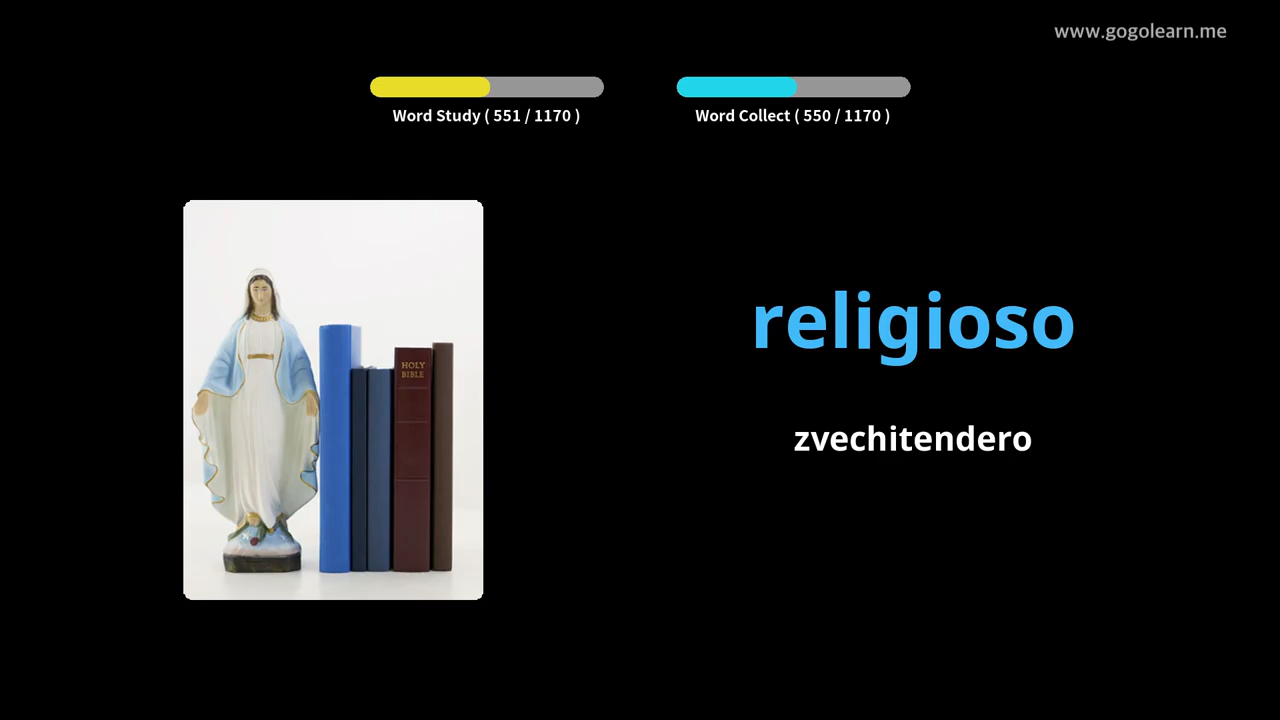 www.gogolearn.me
Word Study ( 551 / 1170 )
Word Collect ( 550 / 1170 )
HOLY
BIBLE
religioso
zvechitendero